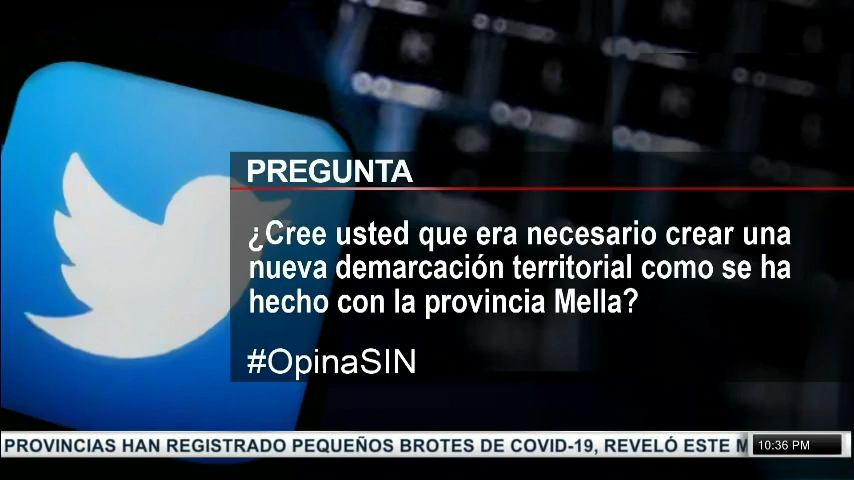 PREGUNTA
¿Cree usted que era necesario crear una
nueva demarcación territorial como se ha
hecho con la provincia Mella?
#OpinaSIN
PROVINCIAS HAN REGISTRADO PEQUEÑOS BROTES DE COVID-19, REVELÓ ESTE
10:36 PM